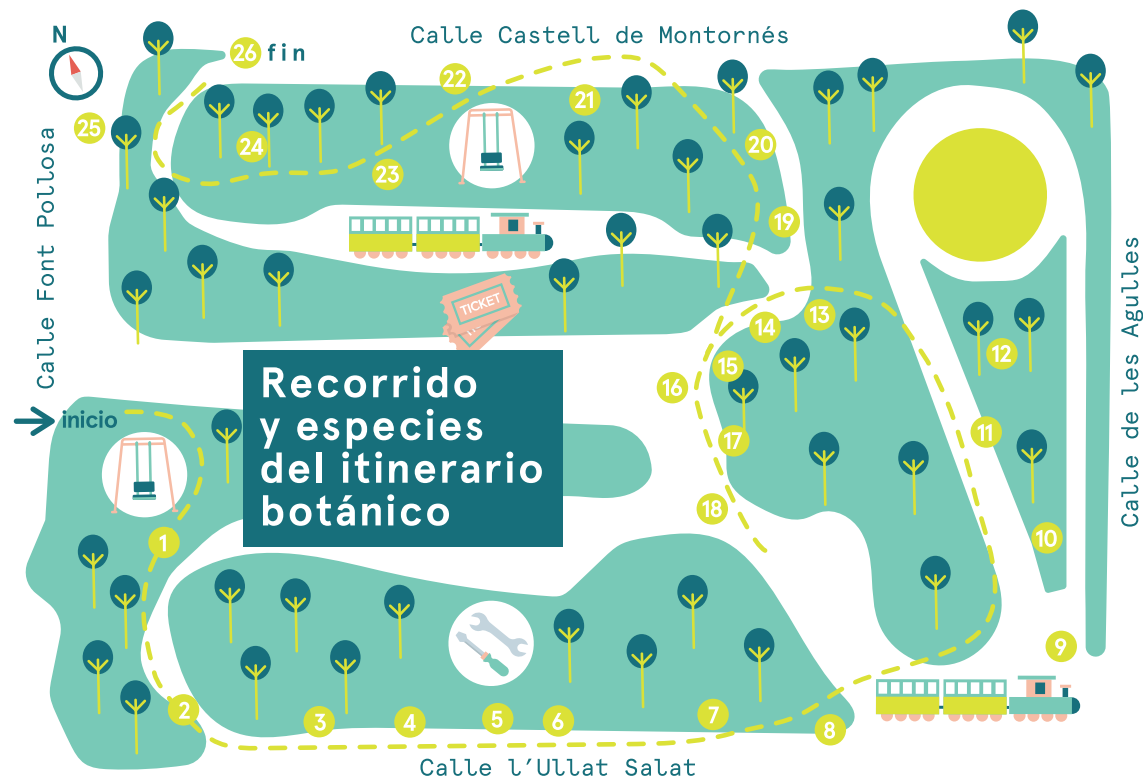 N
Calle Castell de Montornés
26 fin
22
21
25
24
23
20
19
Calle Font Pollosa
Calle de les Agulles
TICKET
14
13
15
16
12
17
11
18
10
inicio
Recorrido
y especies
del itinerario
botánico
1
9
2
3
4
5
6
7
8
Calle l'Ullat Salat